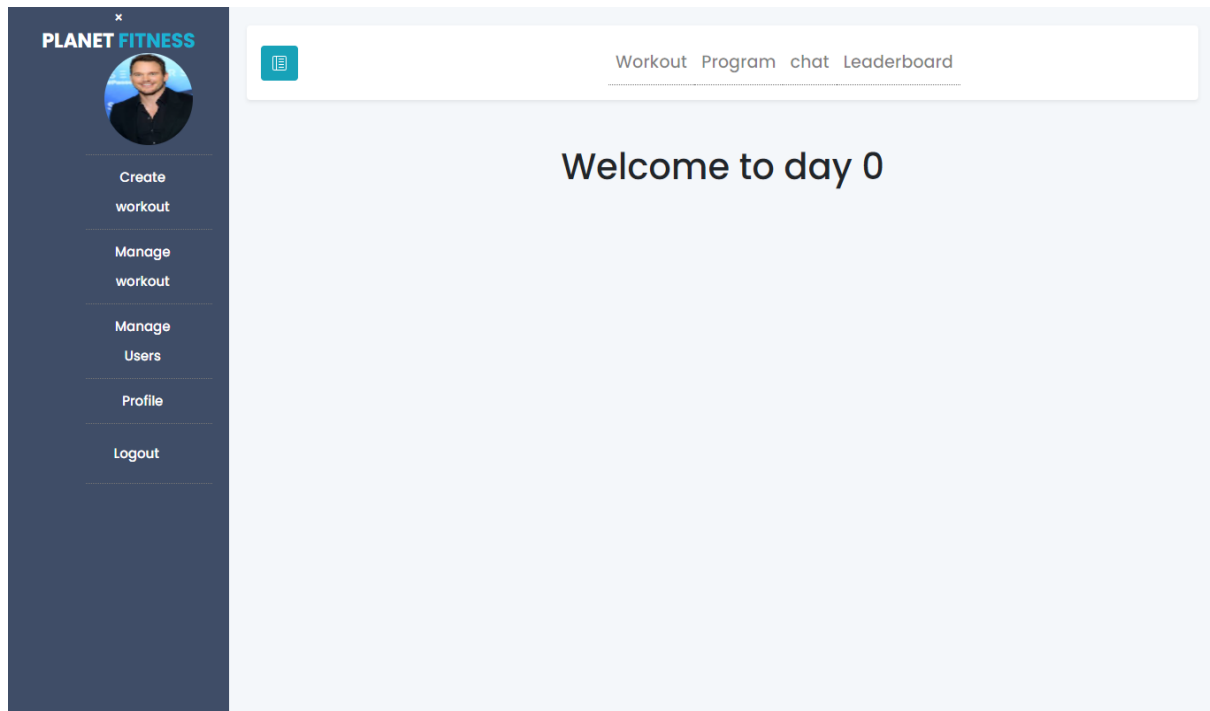 ×
PLANET FITNESS
Create
workout
Manage
workout
Manage
Users
Profile
Logout
Workout Program chat Leaderboard
Welcome to day 0